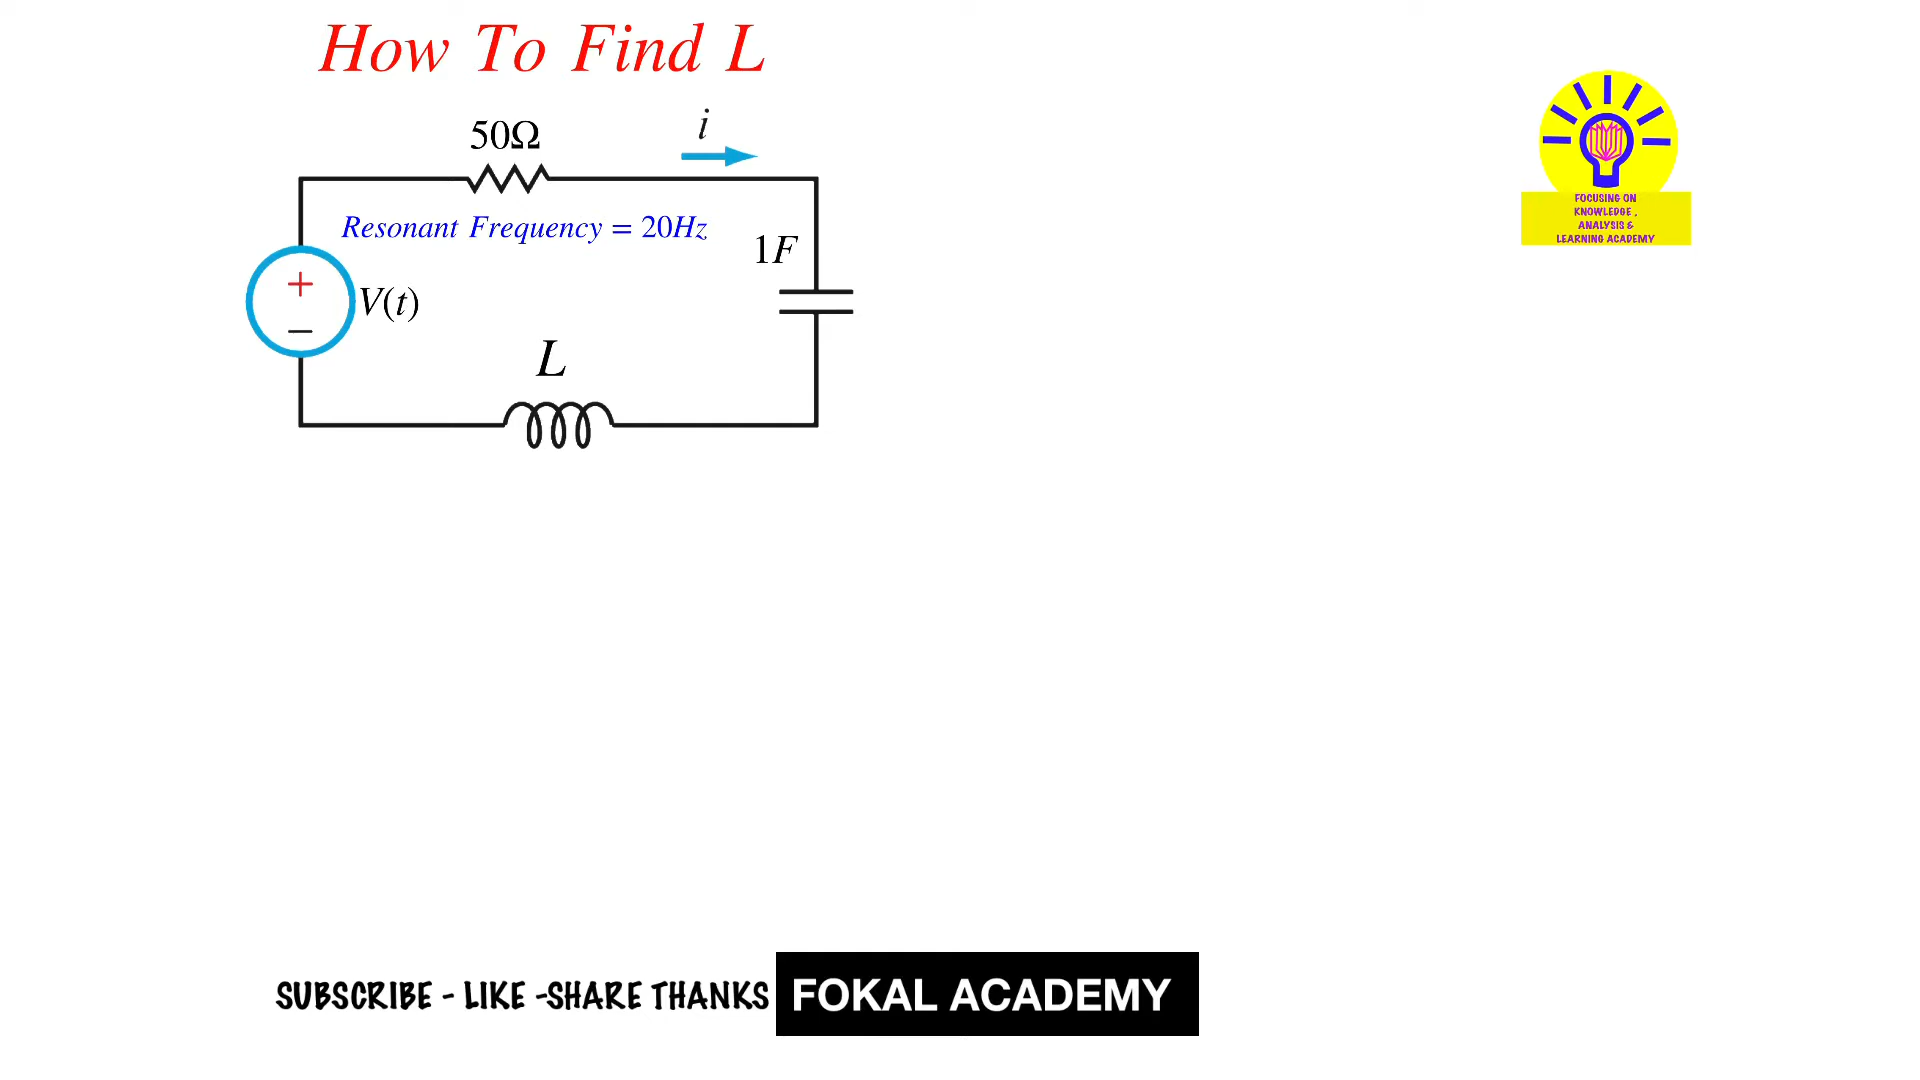 How To Find L
50Ω
i
Resonant Frequency = 20Hz
1F
+
V(t)
−
L
FOCUSING ON
KNOWLEDGE ,
ANALYSIS &
LEARNING ACADEMY
SUBSCRIBE - LIKE -SHARE THANKS
FOKAL ACADEMY